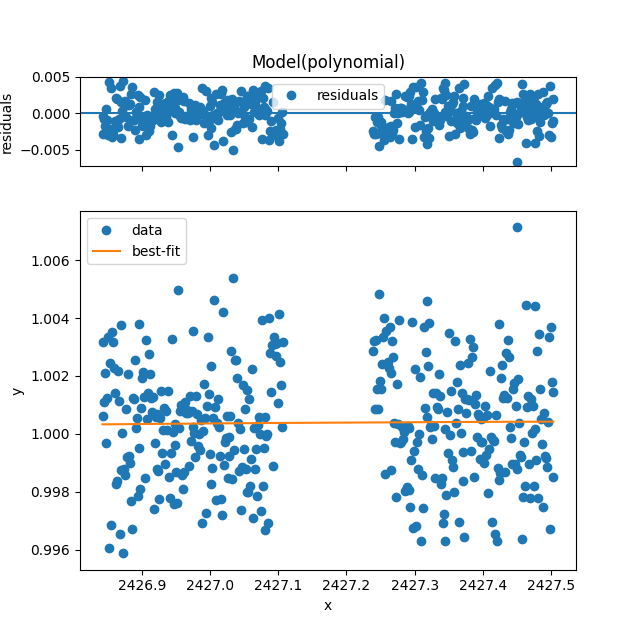 Model(polynomial)
residuals
0.005
0.000
−0.005
residuals
y
1.006
1.004
1.002
1.000
0.998
0.996
data
best-fit
2426.9 2427.0 2427.1 2427.2 2427.3 2427.4 2427.5
x